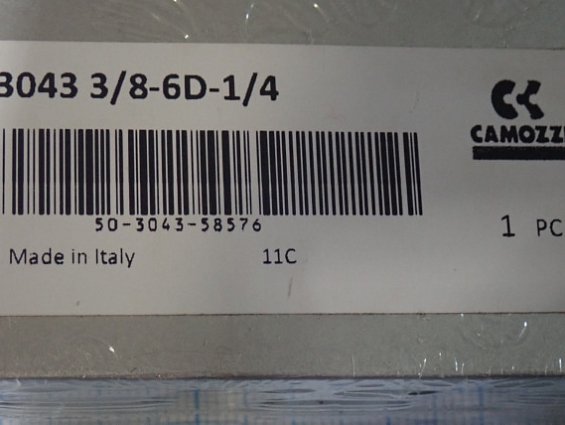 3043 3/8-6D-1/4
CAMOZZI
50-3043-58576
1 PC
Made in Italy 11C